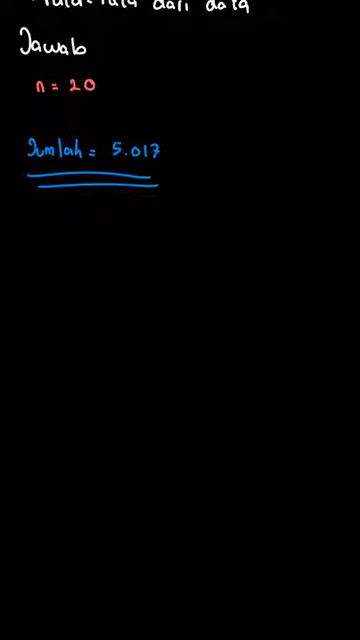 rata-rata dari data
Jawab
n = 20
Jumlah = 5.017